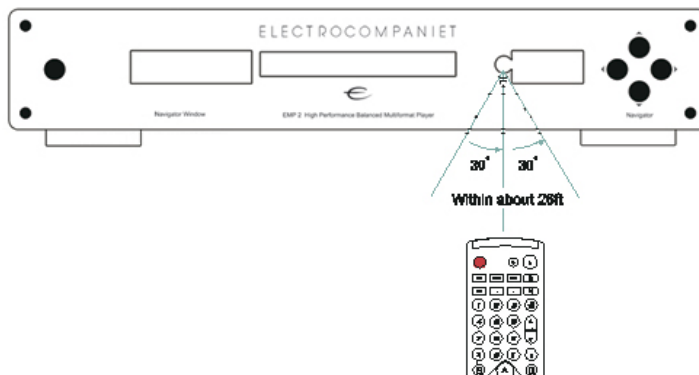 ELECTROCOMPANIET
Navigator Window
EMP 2 High Performance Balanced Multiformat Player
Navigator
30° 30°
Within about 26ft